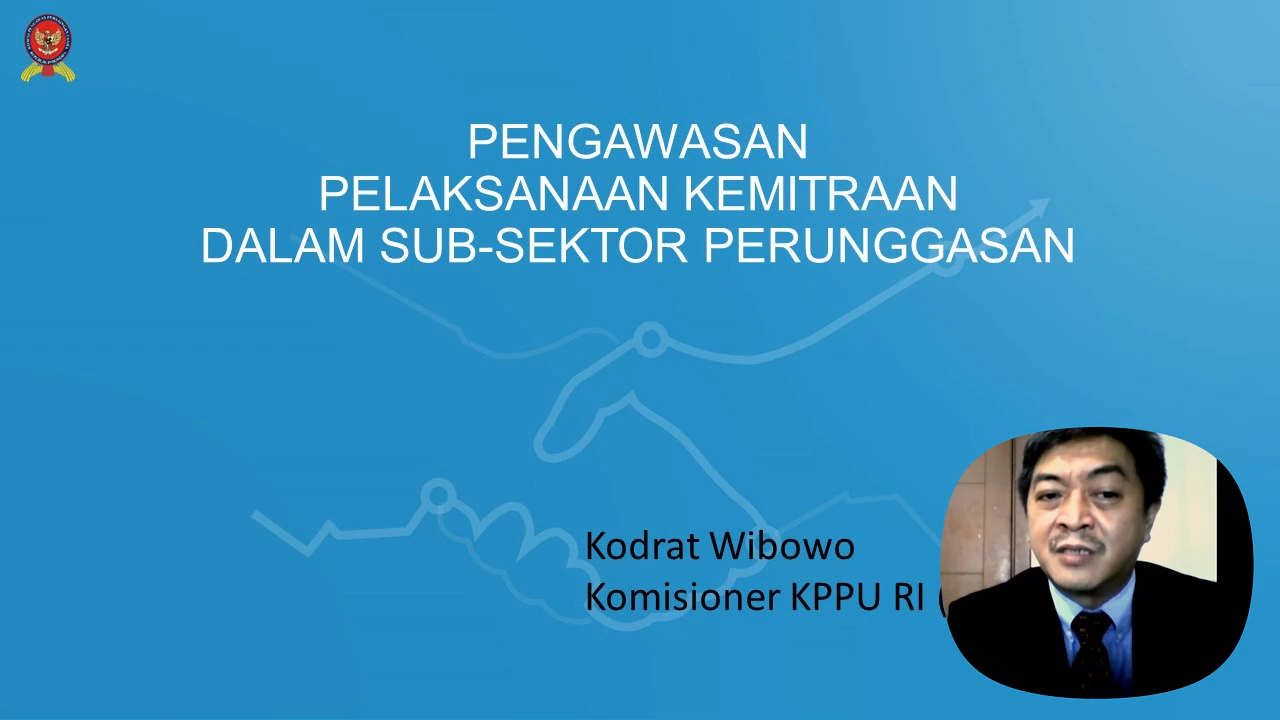 PENGAWASAN
PELAKSANAAN KEMITRAAN
DALAM SUB-SEKTOR PERUNGGASAN
Kodrat Wibowo
Komisioner KPPU RI (